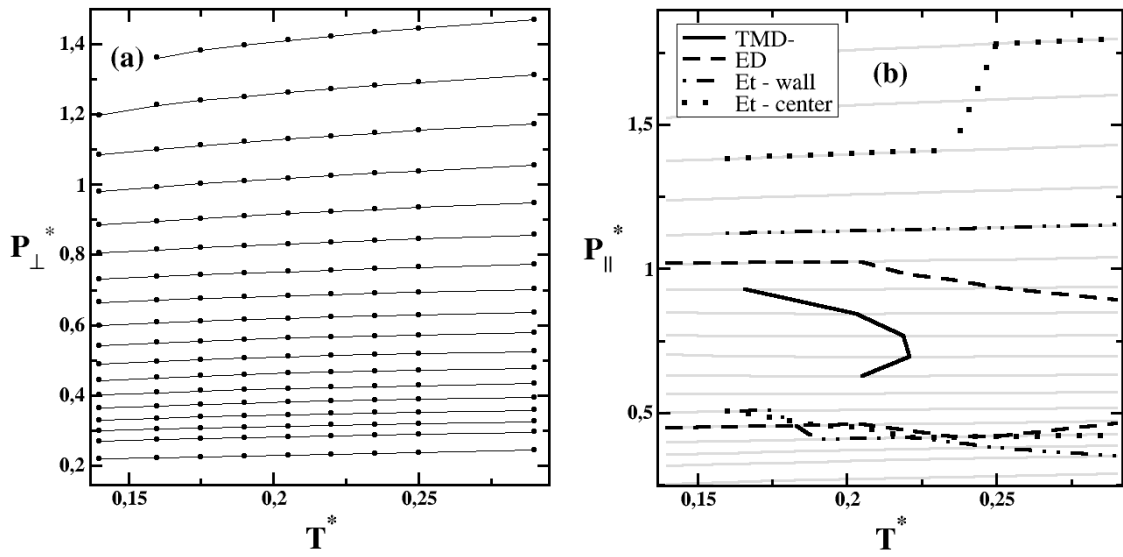 (a)
1,4
1,2
1
0,8
0,6
0,4
0,2
P⊥*
0,15
0,2
0,25
T*
(b)
TMD-
ED
Et - wall
Et - center
1,5
1
0,5
P||*
0,15
0,2
0,25
T*